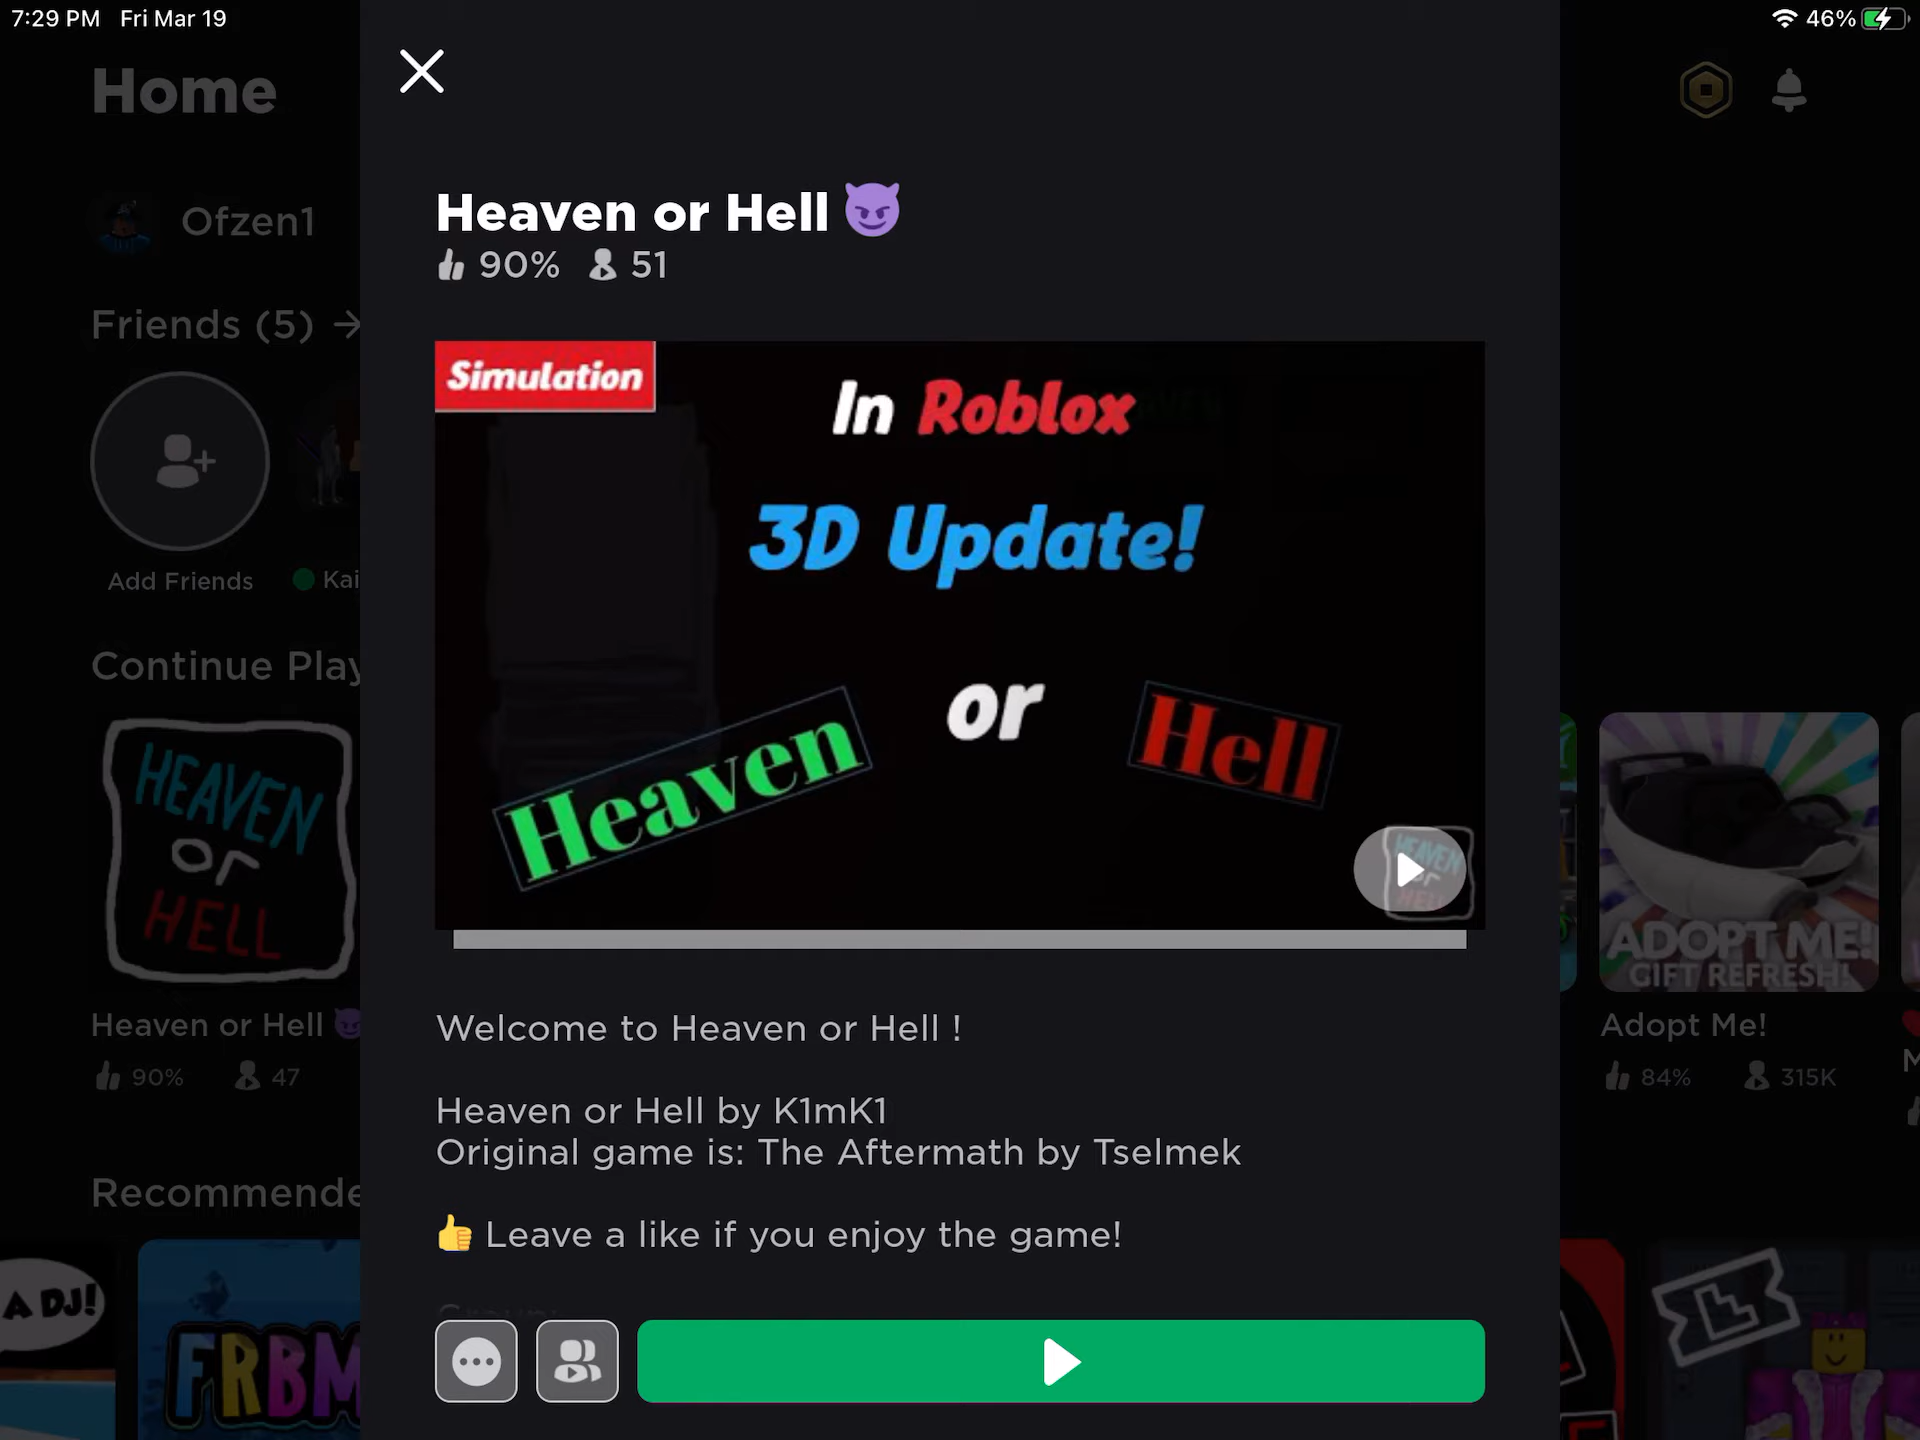 7:29 PM Fri Mar 19
46%
Home
Ofzen1
Friends (5) →
Add Friends
Kai
Continue Play
HEAVEN
or
HELL
Heaven or Hell 😈
90% 47
Recommende
A DJ!
FRBM
Heaven or Hell 😈
90% 51
Simulation
In Roblox
3D Update!
Heaven or Hell
HEAVEN
or
HELL
Welcome to Heaven or Hell !
Heaven or Hell by K1mK1
Original game is: The Aftermath by Tselmek
👍 Leave a like if you enjoy the game!
ADOPT ME!
GIFT REFRESH!
Adopt Me!
84% 315K